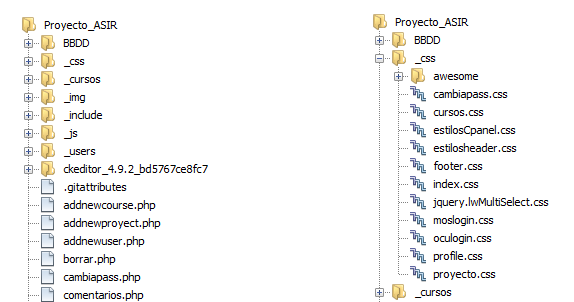 Proyecto_ASIR
BBDD
_css
_cursos
_img
_include
_js
_users
ckeditor_4.9.2_bd5767ce8fc7
.gitattributes
addnewcourse.php
addnewproyect.php
addnewuser.php
borrar.php
cambiapass.php
comentarios.php
Proyecto_ASIR
BBDD
_css
awesome
cambiapass.css
cursos.css
estilosCpanel.css
estilosheader.css
footer.css
index.css
jquery.lwMultiSelect.css
moslogin.css
oculogin.css
profile.css
proyecto.css
_cursos